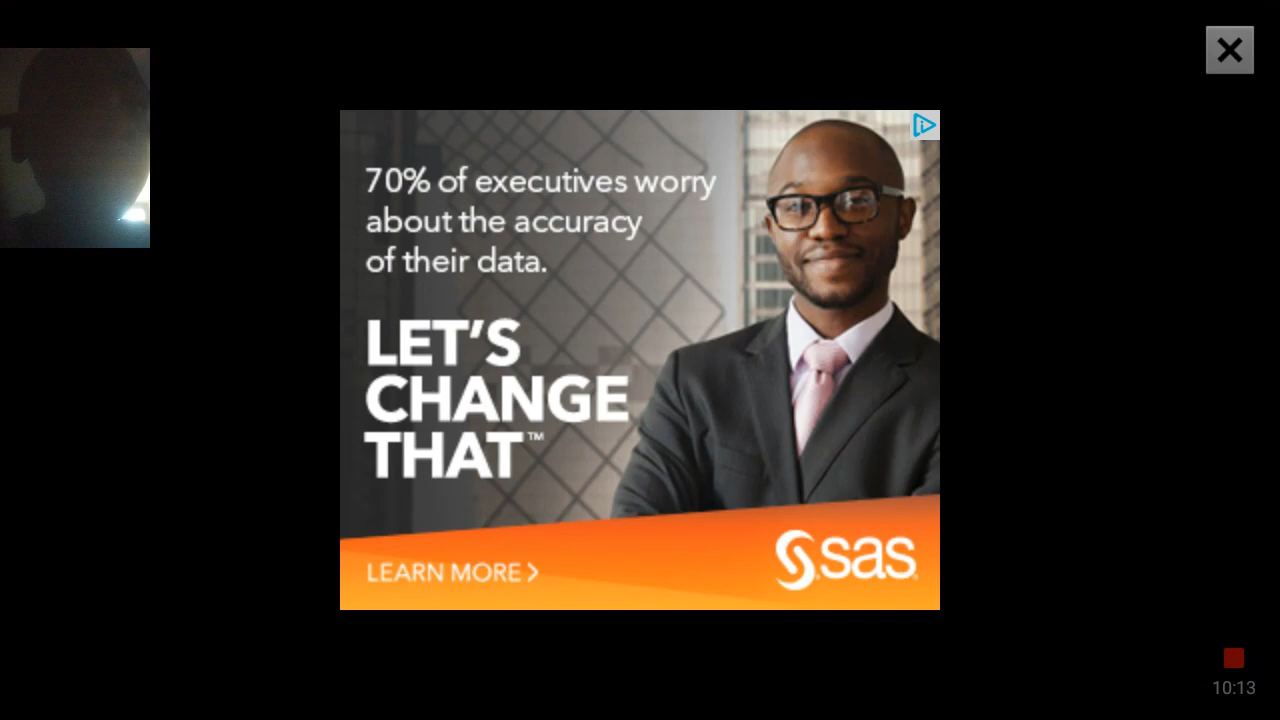 70% of executives worry
about the accuracy
of their data.
LET'S
CHANGE
THAT™
LEARN MORE >
sas
10:13